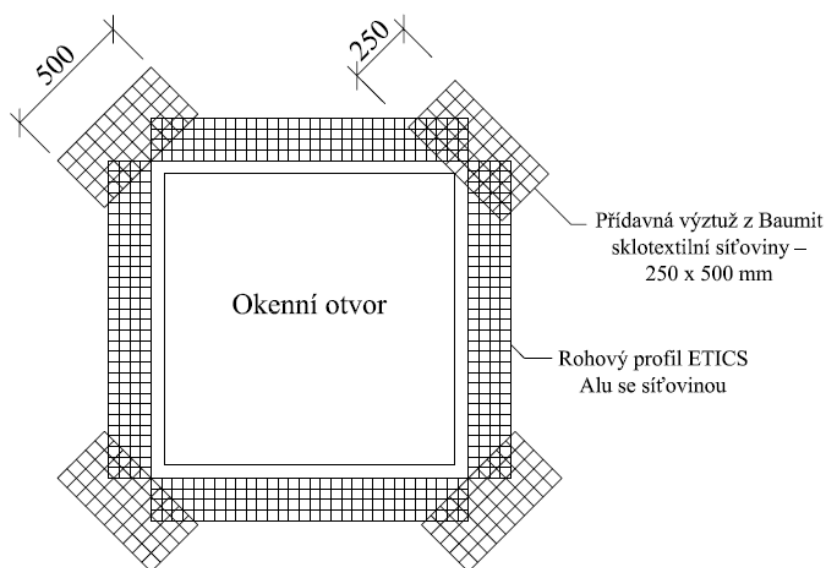 500
250
Přídavná výztuž z Baumit
sklotextilní síťoviny –
250 x 500 mm
Okenní otvor
Rohový profil ETICS
Alu se síťovinou